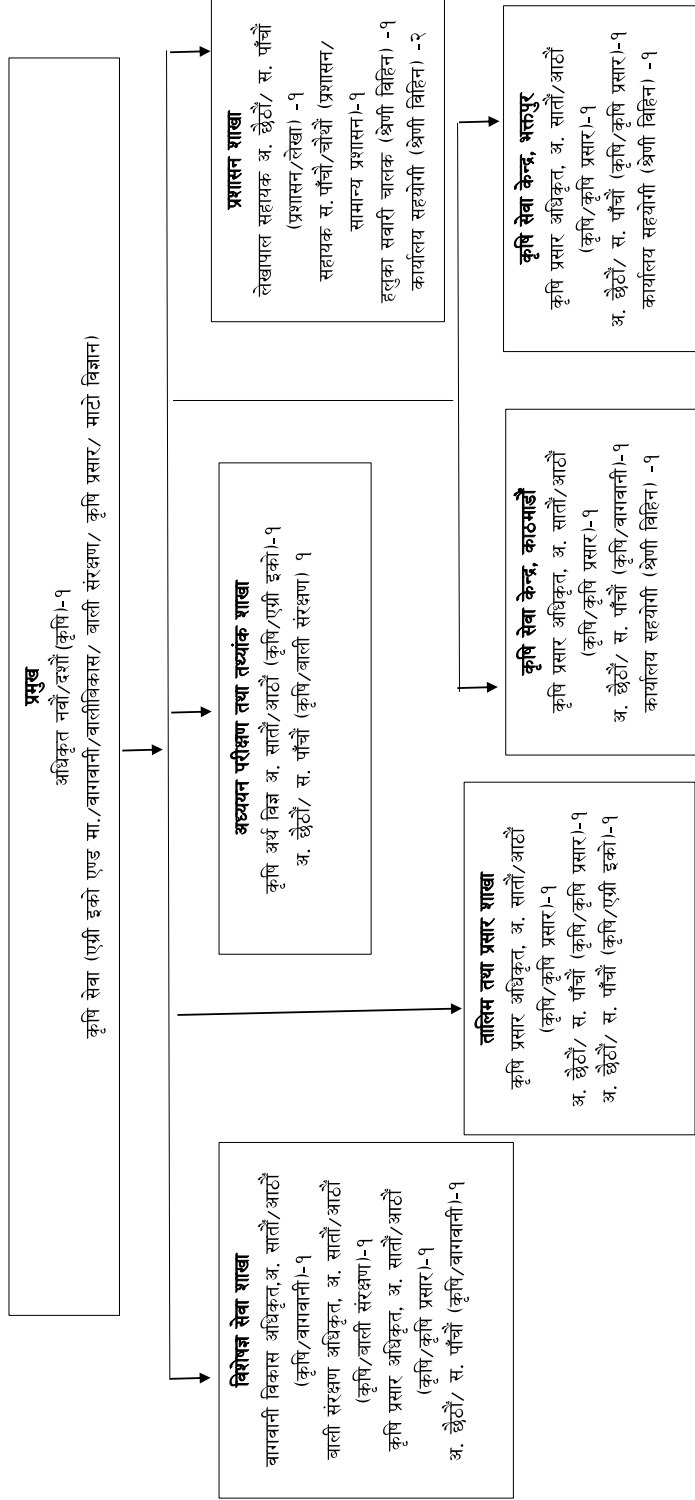 प्रमुख
अधिकृत नवौं/दशौं (कृषि)-१
कृषि सेवा (एग्री इको एण्ड मा./बागवानी/बालीविकास/ बाली संरक्षण/ कृषि प्रसार/ माटो विज्ञान)
विशेषज्ञ सेवा शाखा
बागवानी विकास अधिकृत,अ. सातौं/आठौं
(कृषि/बागवानी)-१
बाली संरक्षण अधिकृत, अ. सातौं/आठौं
(कृषि/बाली संरक्षण)-१
कृषि प्रसार अधिकृत, अ. सातौं/आठौं
(कृषि/कृषि प्रसार)-१
अ. छैठौं/ स. पाँचौं (कृषि/बागवानी)-१
तालिम तथा प्रसार शाखा
कृषि प्रसार अधिकृत, अ. सातौं/आठौं
(कृषि/कृषि प्रसार)-१
अ. छैठौं/ स. पाँचौं (कृषि/कृषि प्रसार)-१
अ. छैठौं/ स. पाँचौं (कृषि/एग्री इको)-१
अध्ययन परीक्षण तथा तथ्यांक शाखा
कृषि अर्थ विज्ञ अ. सातौं/आठौं (कृषि/एग्री इको)-१
अ. छैठौं/ स. पाँचौं (कृषि/बाली संरक्षण) १
प्रशासन शाखा
लेखापाल सहायक अ. छैठौं/ स. पाँचौं
(प्रशासन/लेखा) -१
सहायक स. पाँचौ/चौथौं (प्रशासन/
सामान्य प्रशासन)-१
हलुका सवारी चालक (श्रेणी विहिन) -१
कार्यालय सहयोगी (श्रेणी विहिन) -२
कृषि सेवा केन्द्र, काठमाडौं
कृषि प्रसार अधिकृत, अ. सातौं/आठौं
(कृषि/कृषि प्रसार)-१
अ. छैठौं/ स. पाँचौं (कृषि/बागवानी)-१
कार्यालय सहयोगी (श्रेणी विहिन) -१
कृषि सेवा केन्द्र, भक्तपुर
कृषि प्रसार अधिकृत, अ. सातौं/आठौं
(कृषि/कृषि प्रसार)-१
अ. छैठौं/ स. पाँचौं (कृषि/कृषि प्रसार)-१
कार्यालय सहयोगी (श्रेणी विहिन) -१